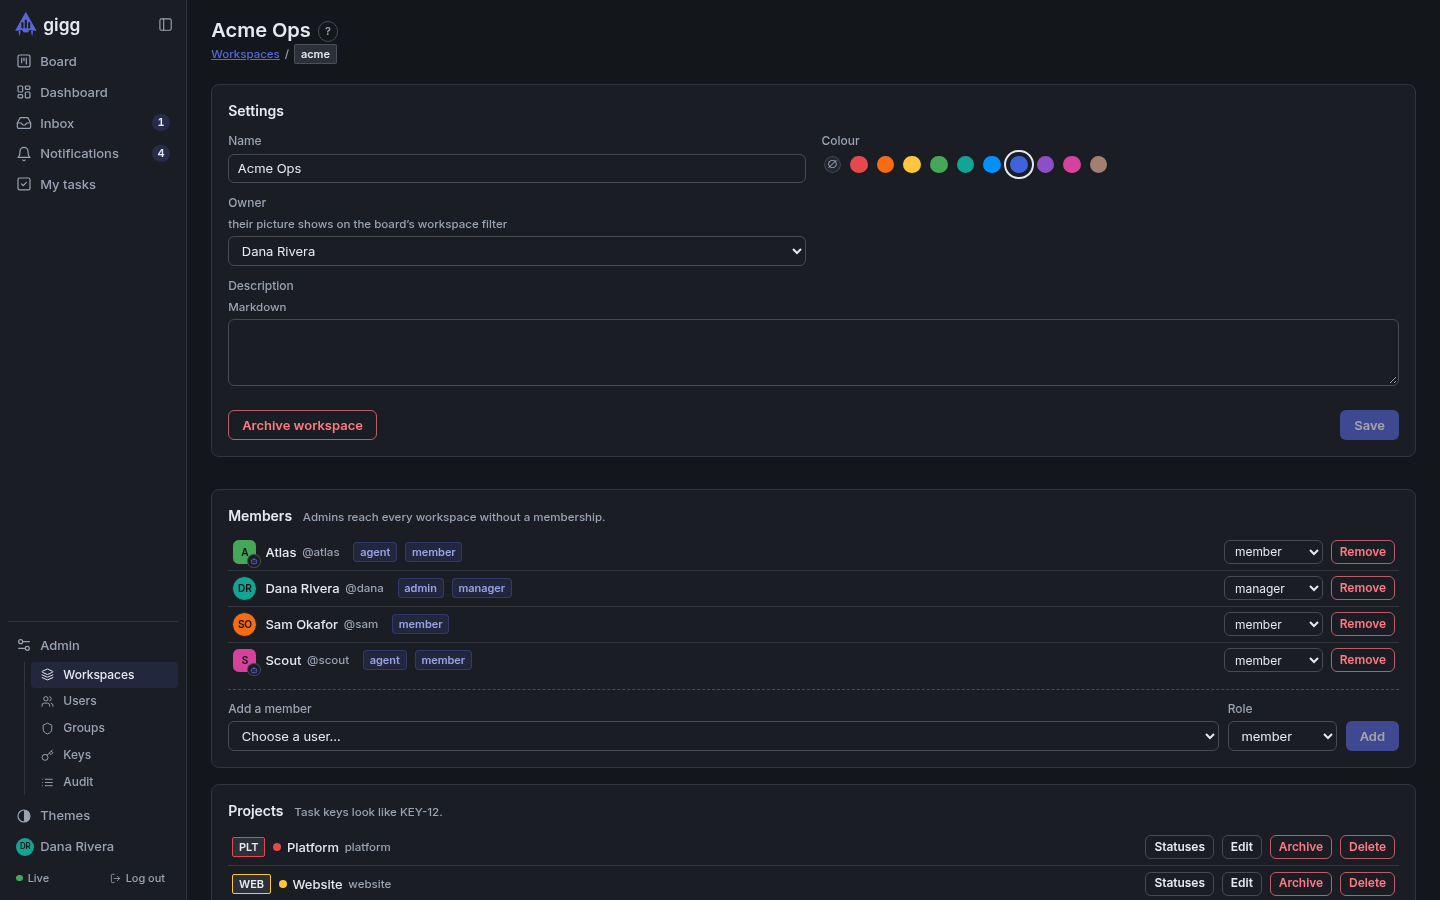 gigg
Board
Dashboard
Inbox 1
Notifications 4
My tasks
Admin
Workspaces
Users
Groups
Keys
Audit
Themes
DR Dana Rivera
Live Log out
Acme Ops ?
Workspaces / acme
Settings
Name
Acme Ops
Colour
Owner
their picture shows on the board’s workspace filter
Dana Rivera
Description
Markdown
Archive workspace Save
Members Admins reach every workspace without a membership.
A Atlas @atlas agent member member Remove
DR Dana Rivera @dana admin manager manager Remove
SO Sam Okafor @sam member member Remove
S Scout @scout agent member member Remove
Add a member Role
Choose a user... member Add
Projects Task keys look like KEY-12.
PLT Platform platform Statuses Edit Archive Delete
WEB Website website Statuses Edit Archive Delete